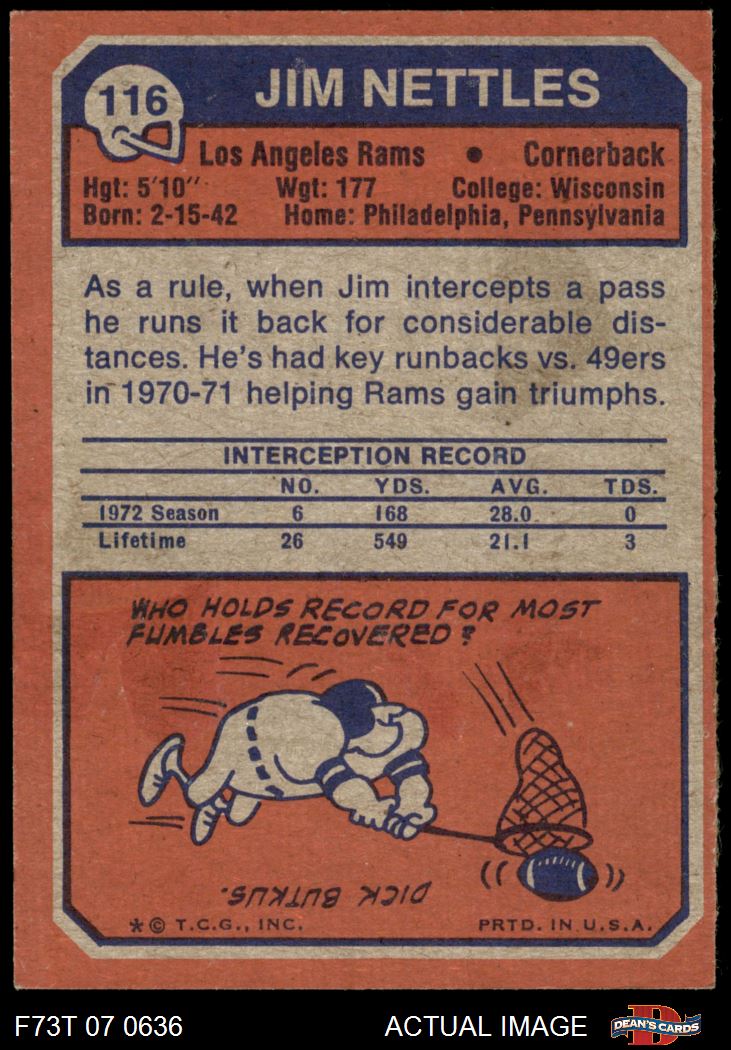 116
JIM NETTLES
Los Angeles Rams • Cornerback
Hgt: 5'10" Wgt: 177 College: Wisconsin
Born: 2-15-42 Home: Philadelphia, Pennsylvania
As a rule, when Jim intercepts a pass
he runs it back for considerable dis-
tances. He's had key runbacks vs. 49ers
in 1970-71 helping Rams gain triumphs.
INTERCEPTION RECORD
NO. YDS. AVG. TDS.
1972 Season 6 168 28.0 0
Lifetime 26 549 21.1 3
WHO HOLDS RECORD FOR MOST
FUMBLES RECOVERED?
DICK BUTKUS.
* © T.C.G., INC. PRTD. IN U.S.A.
F73T 07 0636 ACTUAL IMAGE
D
DEAN'S CARDS